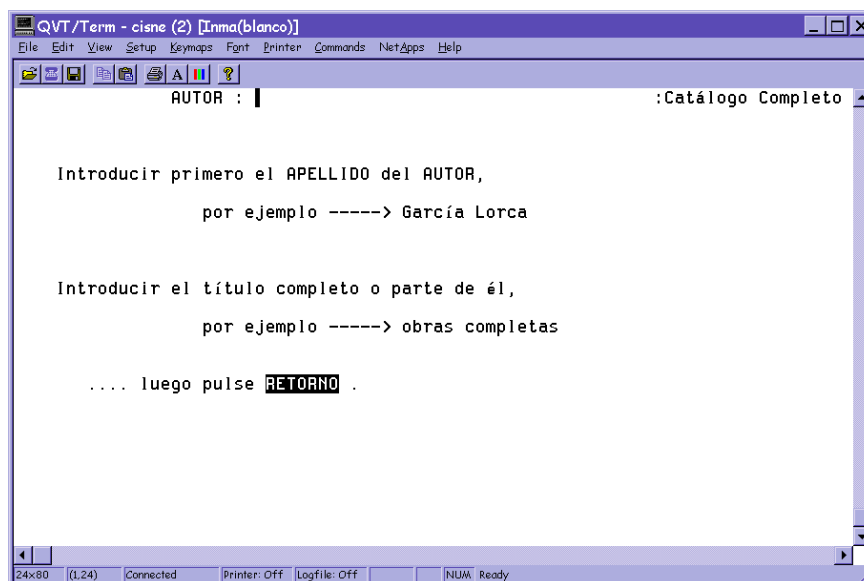 QVT/Term - cisne (2) [Inma(blanco)]
File Edit View Setup Keymaps Font Printer Commands NetApps Help
A ?
AUTOR : :Catálogo Completo
Introducir primero el APELLIDO del AUTOR,
por ejemplo -----> García Lorca
Introducir el título completo o parte de él,
por ejemplo -----> obras completas
.... luego pulse RETORNO .
24x80 (1,24) Connected Printer: Off Logfile: Off NUM Ready